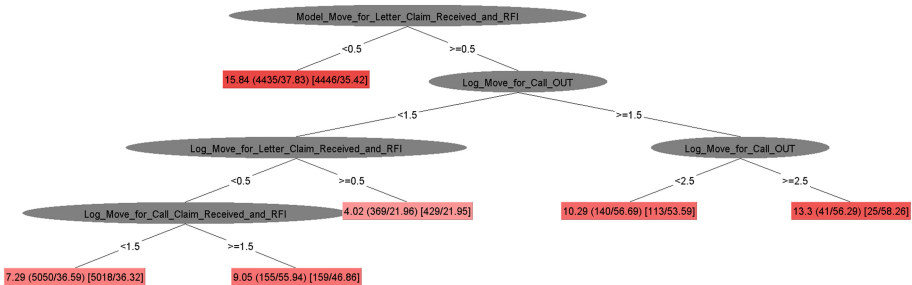 Model_Move_for_Letter_Claim_Received_and_RFI
<0.5
>=0.5
15.84 (4435/37.83) [4446/35.42]
Log_Move_for_Call_OUT
<1.5
>=1.5
Log_Move_for_Letter_Claim_Received_and_RFI
Log_Move_for_Call_OUT
<0.5
>=0.5
<2.5
>=2.5
Log_Move_for_Call_Claim_Received_and_RFI
4.02 (369/21.96) [429/21.95]
10.29 (140/56.69) [113/53.59]
13.3 (41/56.29) [25/58.26]
<1.5
>=1.5
7.29 (5050/36.59) [5018/36.32]
9.05 (155/55.94) [159/46.86]